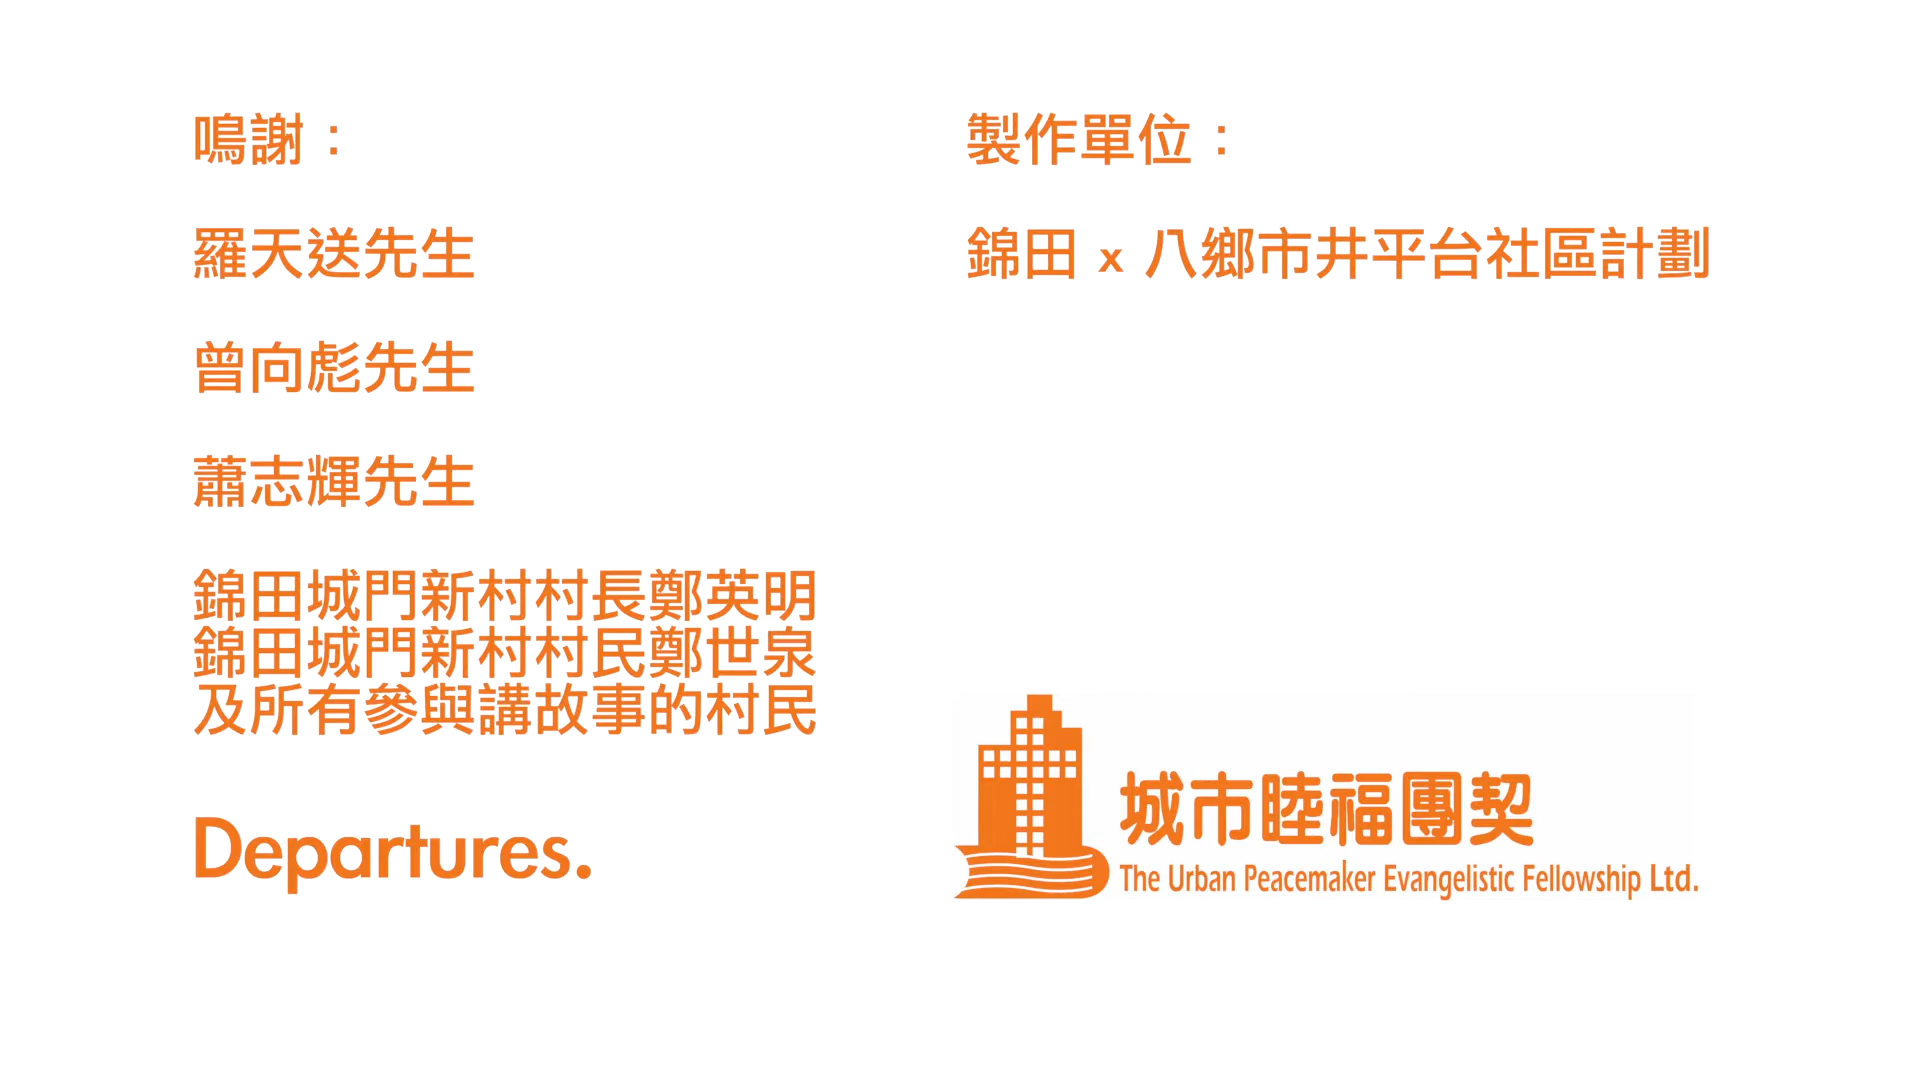 鳴謝：
羅天送先生
曾向彪先生
蕭志輝先生
錦田城門新村村長鄭英明
錦田城門新村村民鄭世泉
及所有參與講故事的村民
Departures.
製作單位：
錦田 x 八鄉市井平台社區計劃
城市睦福團契
The Urban Peacemaker Evangelistic Fellowship Ltd.